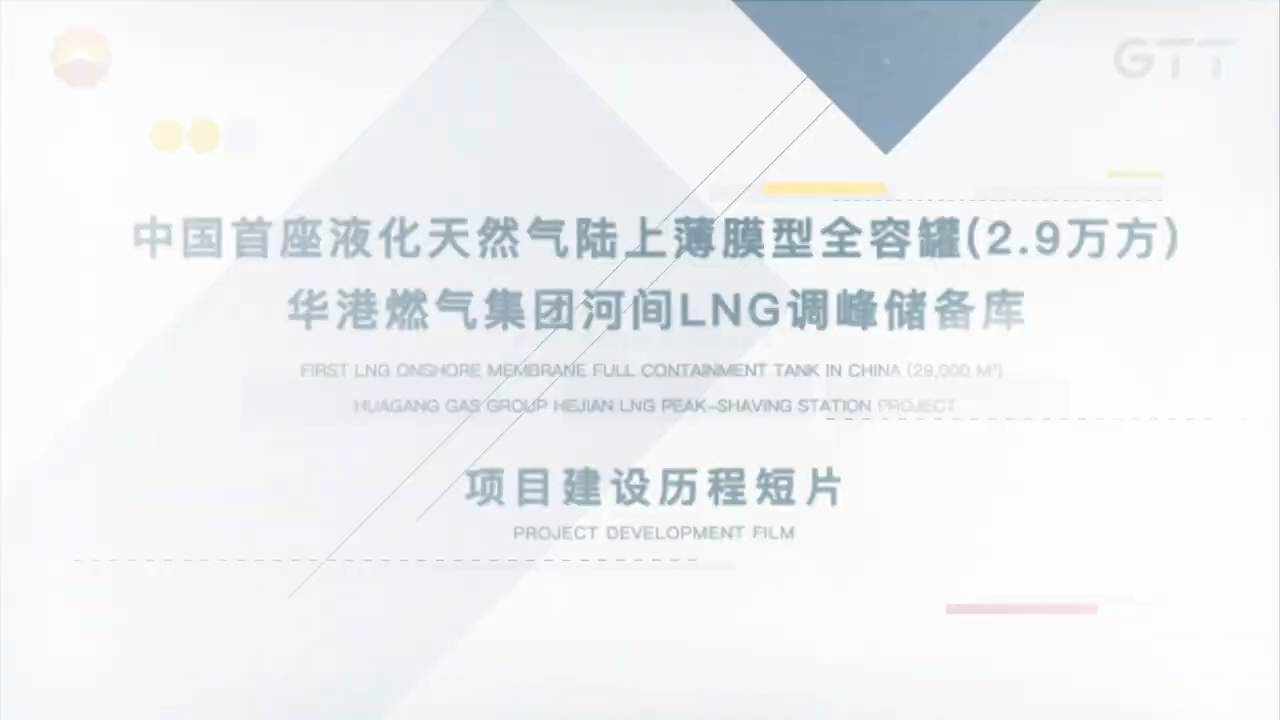 GTT
中国首座液化天然气陆上薄膜型全容罐(2.9万方)
华港燃气集团河间LNG调峰储备库
FIRST LNG ONSHORE MEMBRANE FULL CONTAINMENT TANK IN CHINA (29,000 M³)
HUAGANG GAS GROUP HEJIAN LNG PEAK-SHAVING STATION PROJECT
项目建设历程短片
PROJECT DEVELOPMENT FILM